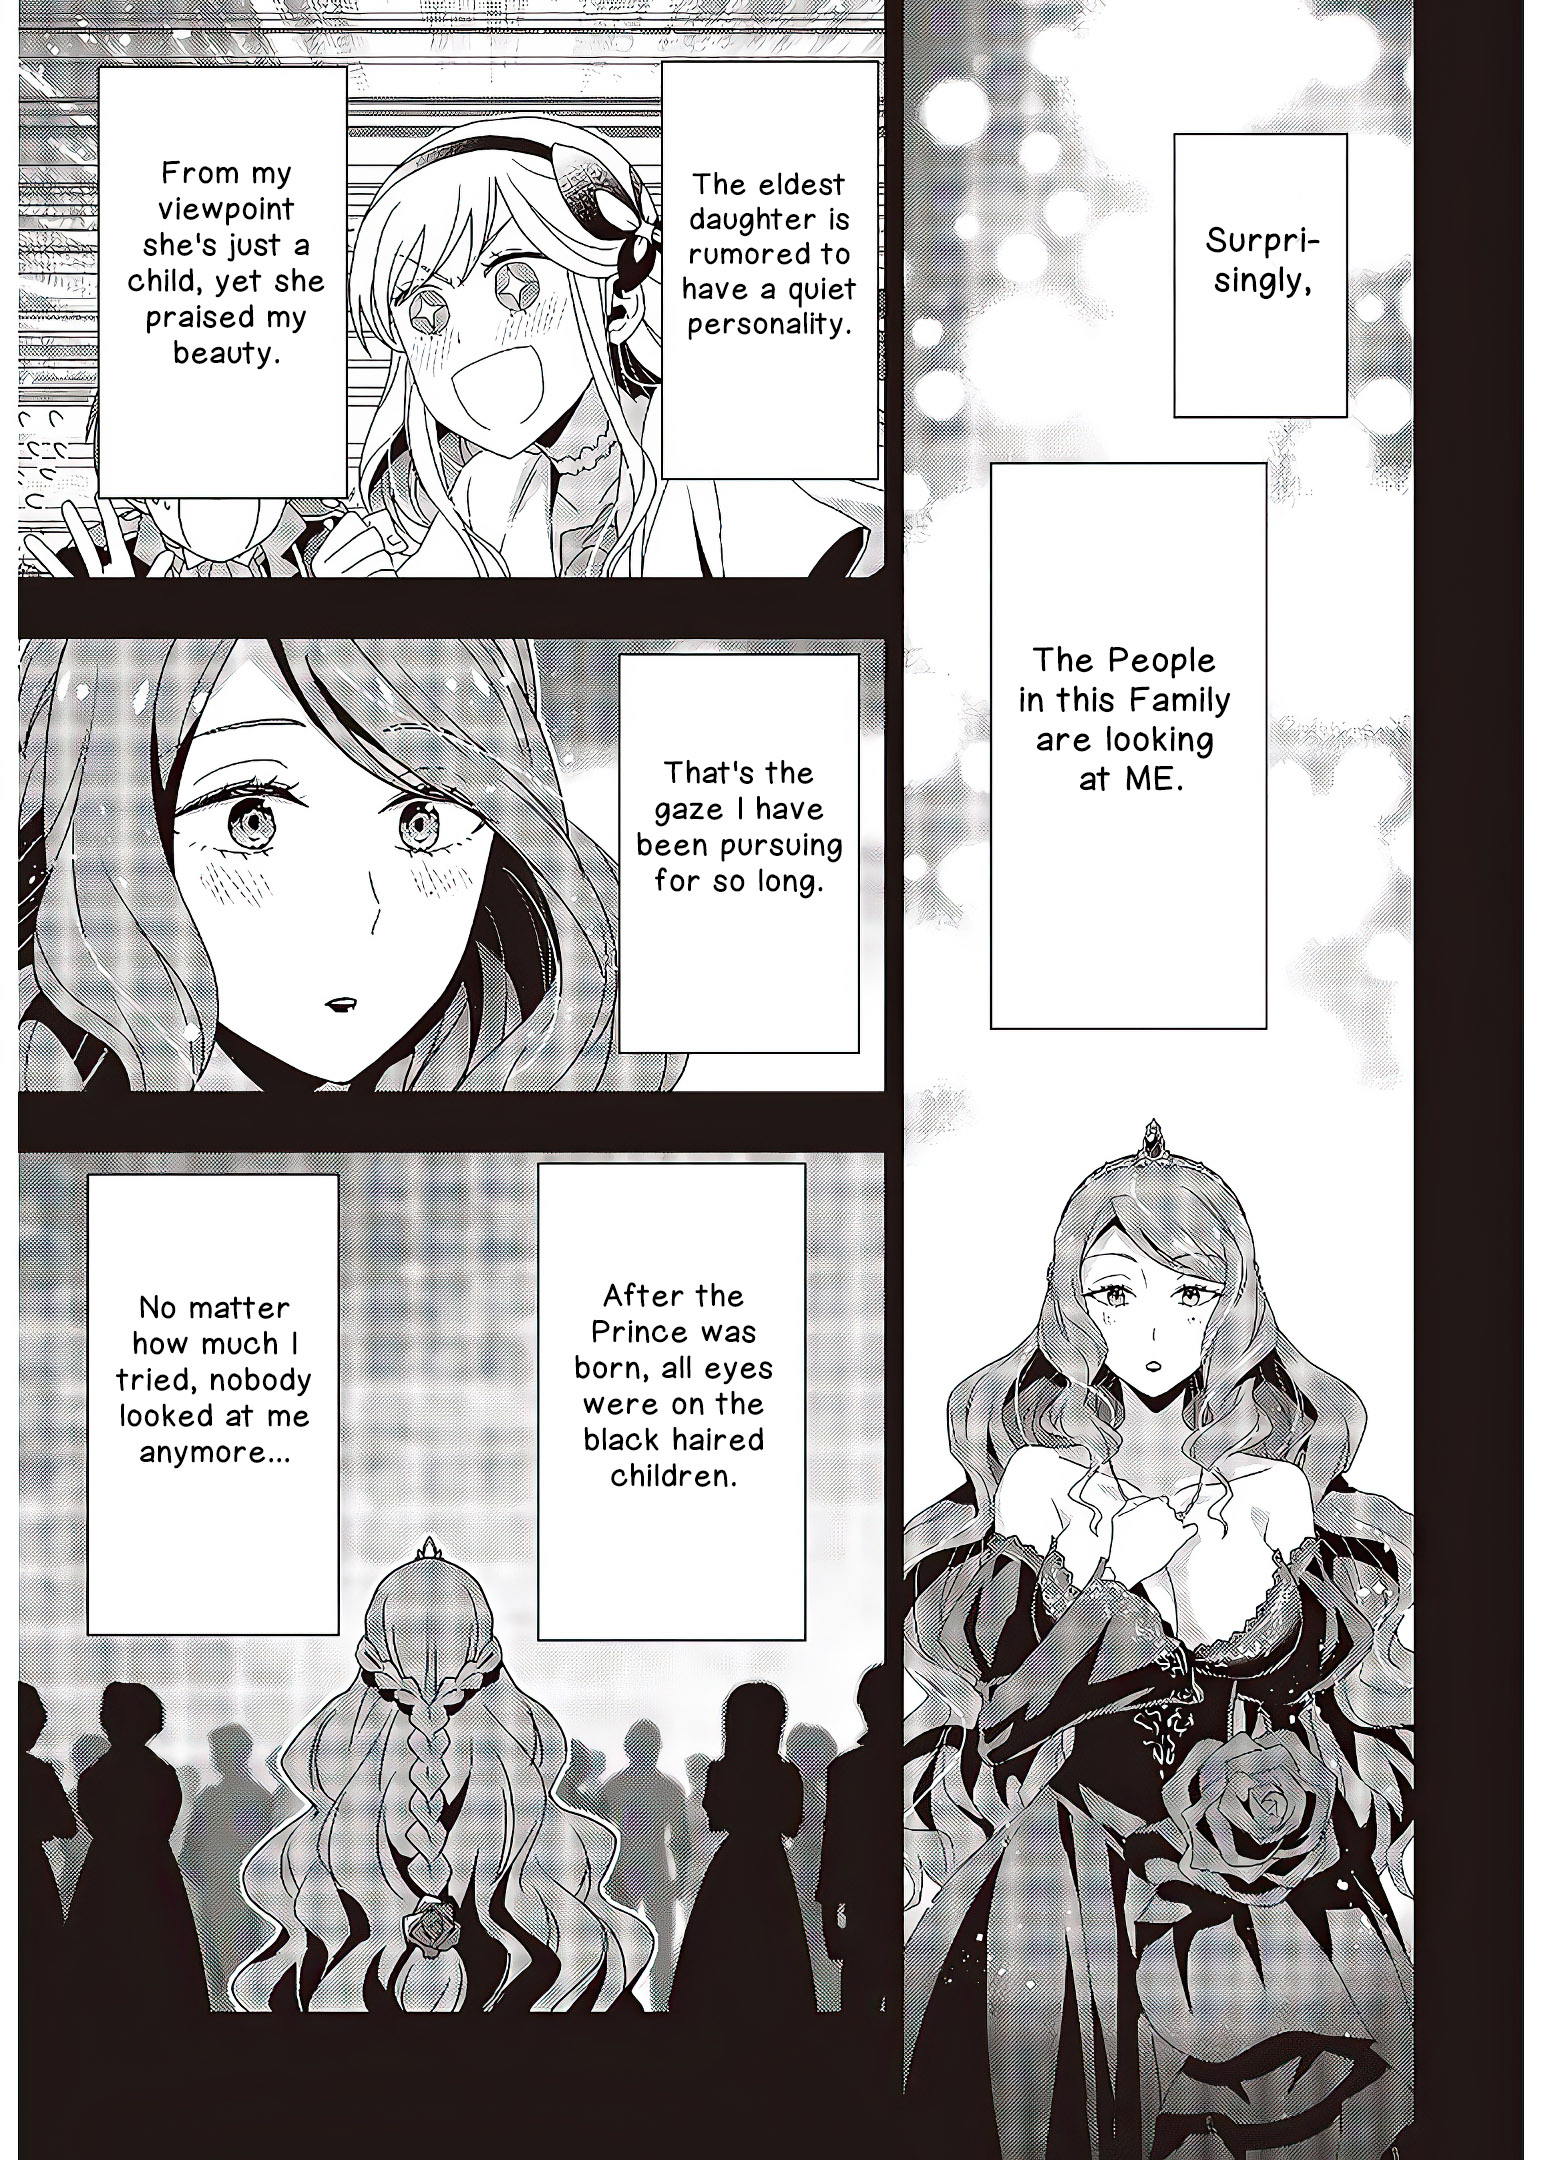 Surpri-
singly,
The People
in this Family
are looking
at ME.
The eldest
daughter is
rumored to
have a quiet
personality.
From my
viewpoint
she's just a
child, yet she
praised my
beauty.
That's the
gaze I have
been pursuing
for so long.
After the
Prince was
born, all eyes
were on the
black haired
children.
No matter
how much I
tried, nobody
looked at me
anymore...